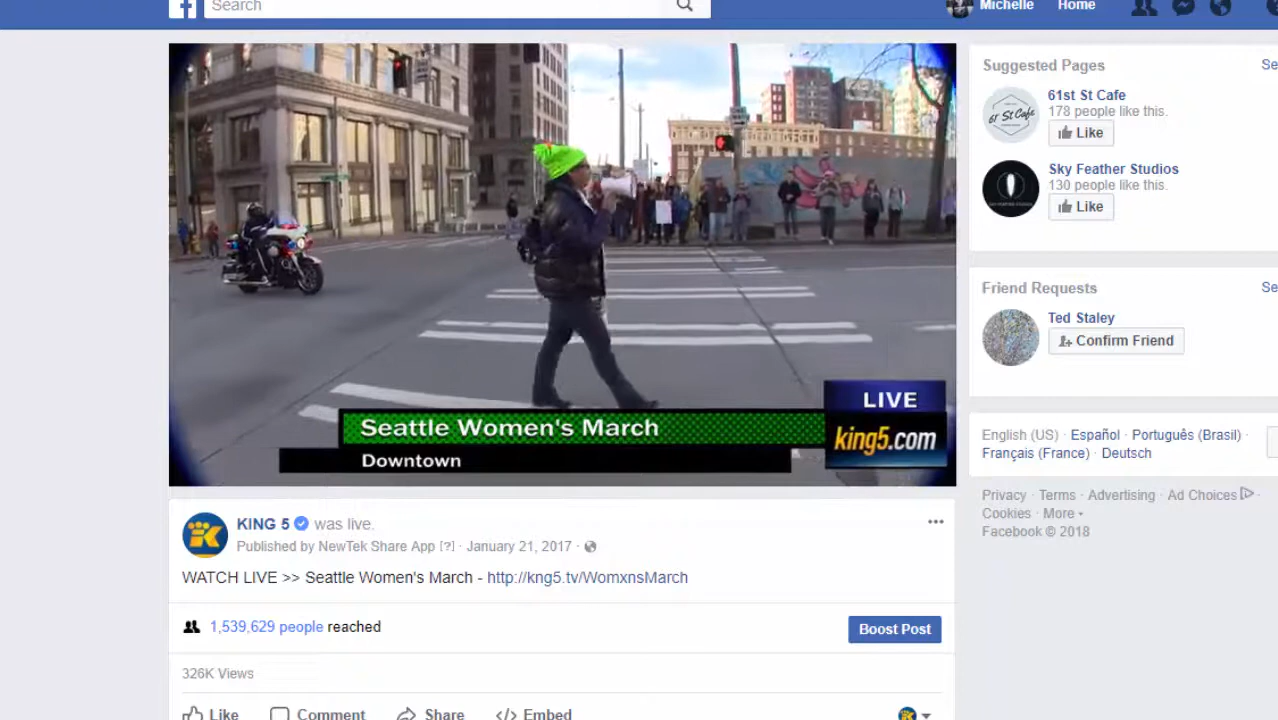 Search
Michelle Home
Suggested Pages
61st St Cafe
61 St Cafe
178 people like this.
Like
Sky Feather Studios
130 people like this.
Like
Friend Requests
Ted Staley
Confirm Friend
LIVE
king5.com
Seattle Women's March
Downtown
English (US) · Español · Português (Brasil) ·
Français (France) · Deutsch
Privacy · Terms · Advertising · Ad Choices ·
Cookies · More
Facebook © 2018
KING 5 was live.
Published by NewTek Share App [?] · January 21, 2017 ·
WATCH LIVE >> Seattle Women's March - http://kng5.tv/WomxnsMarch
1,539,629 people reached
Boost Post
326K Views
Like Comment Share Embed